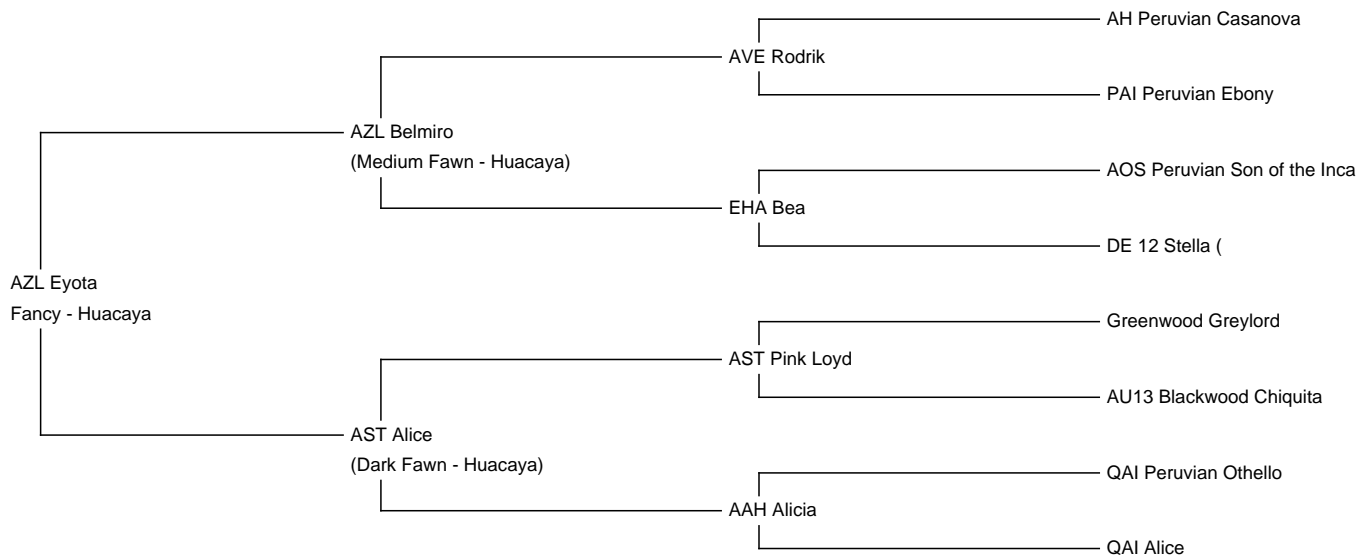 AH Peruvian Casanova
AVE Rodrik
PAI Peruvian Ebony
AZL Belmiro
(Medium Fawn - Huacaya)
AOS Peruvian Son of the Inca
EHA Bea
DE 12 Stella (
AZL Eyota
Fancy - Huacaya
Greenwood Greylord
AST Pink Loyd
AU13 Blackwood Chiquita
AST Alice
(Dark Fawn - Huacaya)
QAI Peruvian Othello
AAH Alicia
QAI Alice